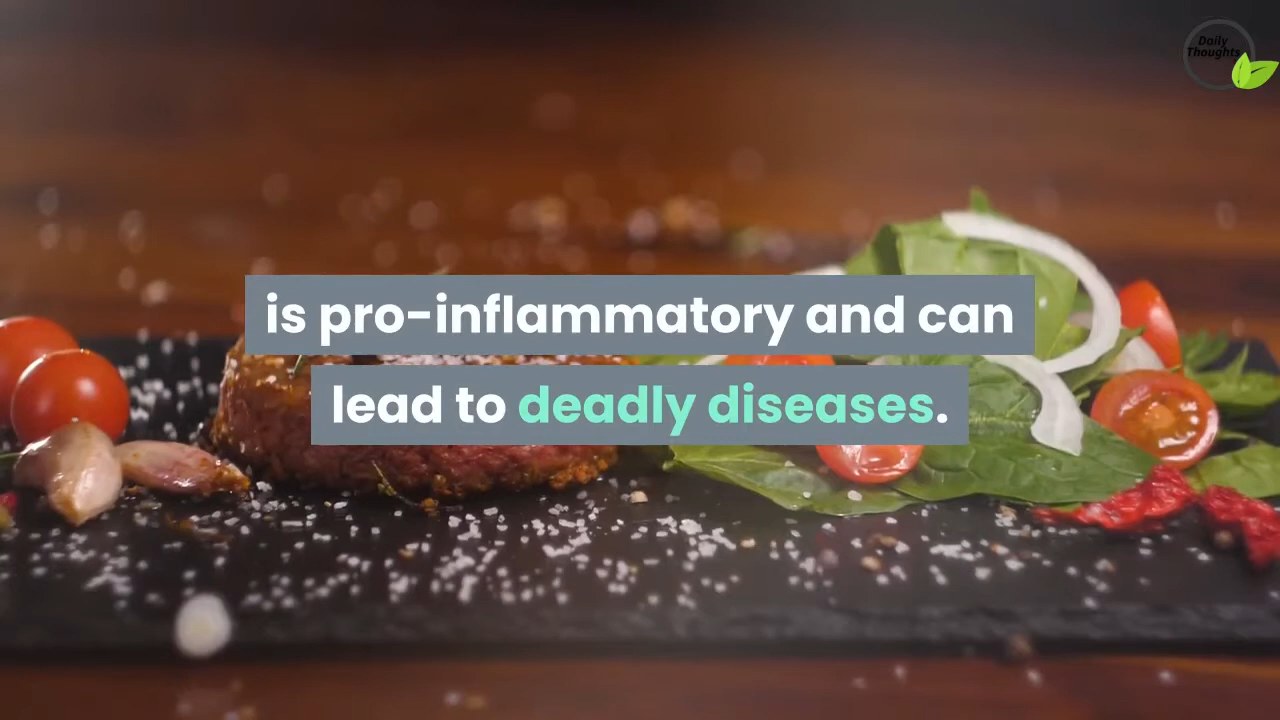 Daily
Thoughts
is pro-inflammatory and can
lead to deadly diseases.